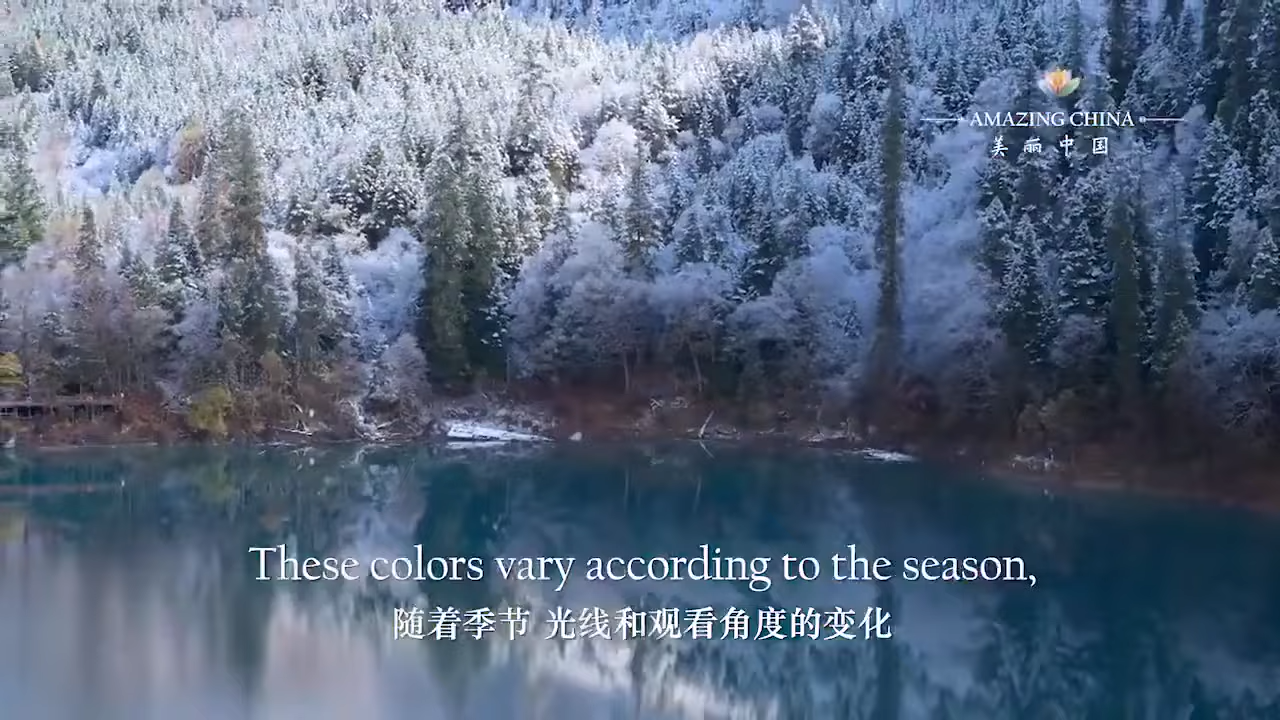 AMAZING CHINA
美丽中国
These colors vary according to the season,
随着季节 光线和观看角度的变化